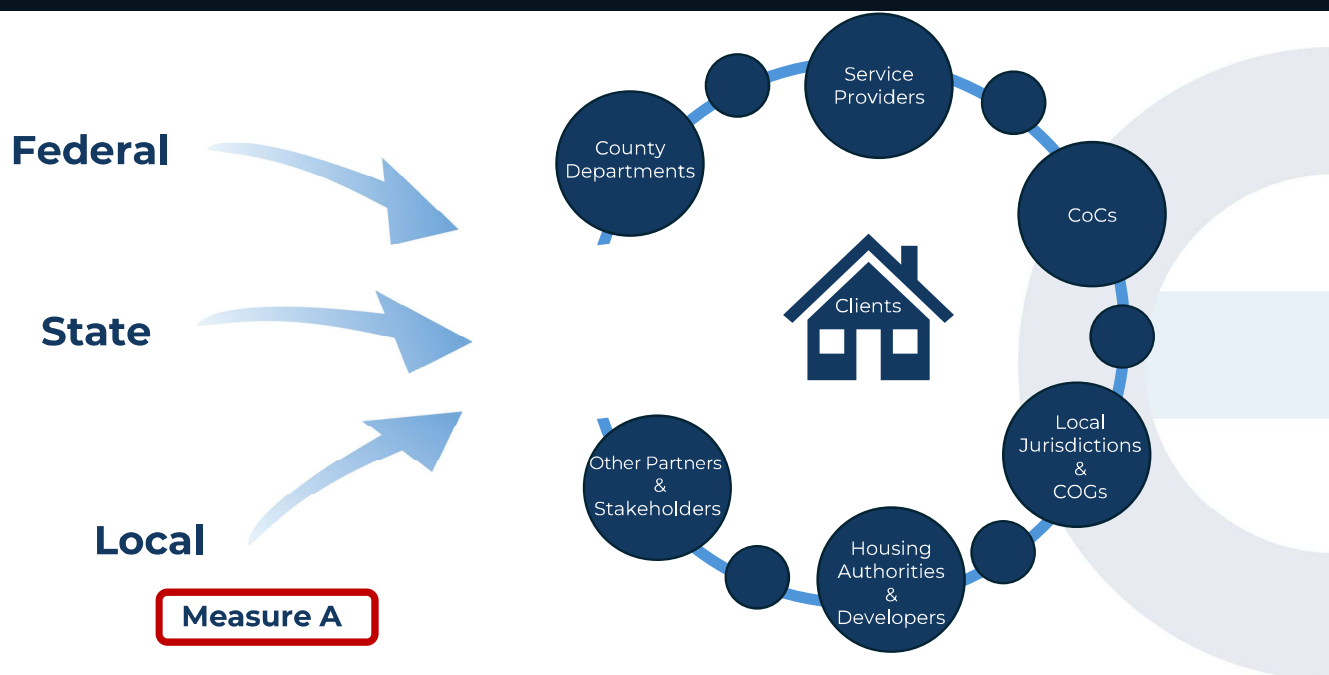 Federal
State
Local
Measure A
County
Departments
Service
Providers
CoCs
Clients
Local
Jurisdictions
&
COGs
Housing
Authorities
&
Developers
Other Partners
&
Stakeholders